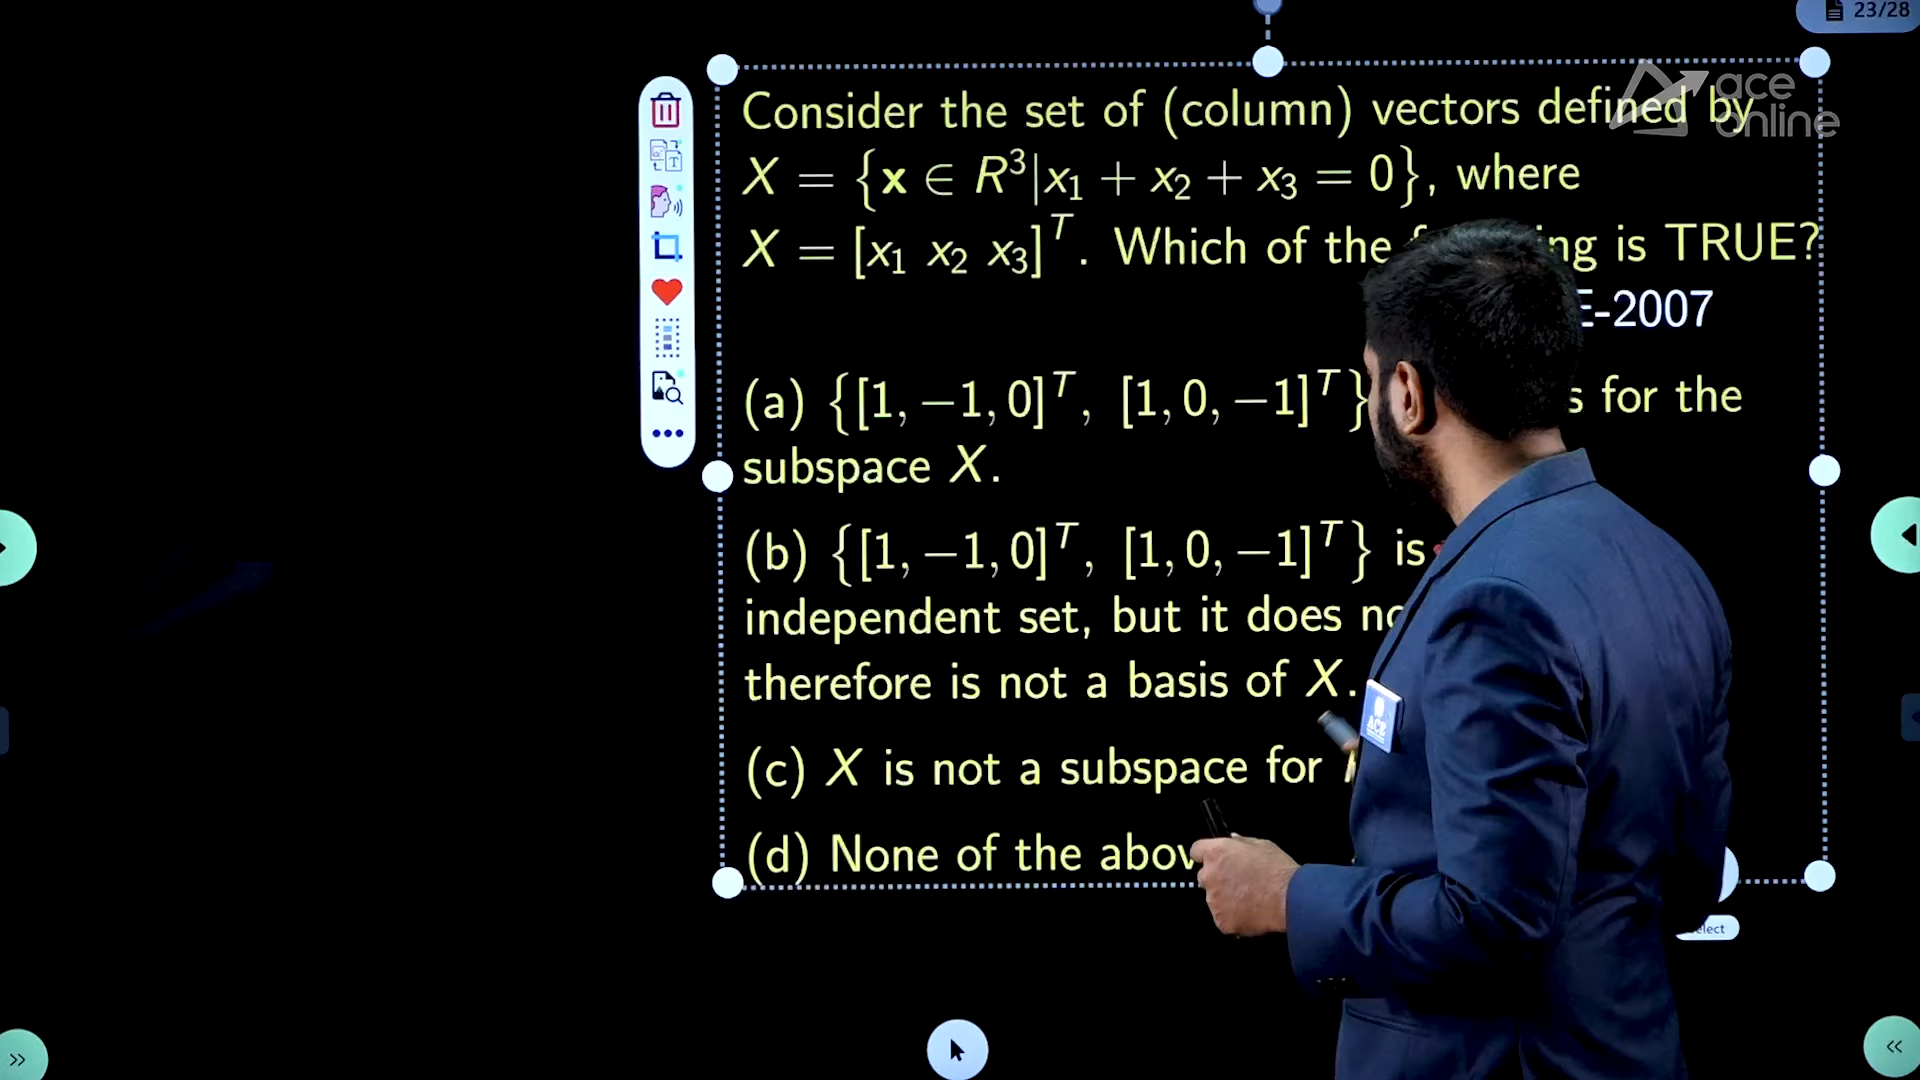 23/28
ace
online
Consider the set of (column) vectors defined by
X = {x ∈ R³|x₁ + x₂ + x₃ = 0}, where
X = [x₁ x₂ x₃]ᵀ. Which of the is TRUE?
-2007
(a) {[1, −1, 0]ᵀ, [1, 0, −1]ᵀ} for the
subspace X.
(b) {[1, −1, 0]ᵀ, [1, 0, −1]ᵀ} is
independent set, but it does
therefore is not a basis of X.
(c) X is not a subspace for
(d) None of the
ACE